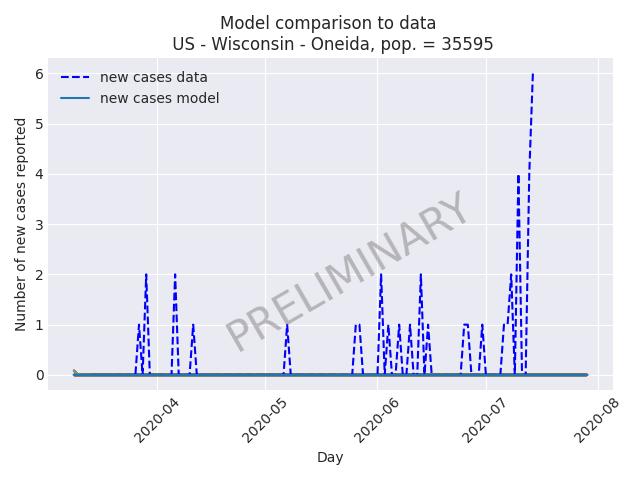 Model comparison to data
US - Wisconsin - Oneida, pop. = 35595
new cases data
new cases model
Number of new cases reported
6
5
4
3
2
1
0
PRELIMINARY
2020-04
2020-05
2020-06
2020-07
2020-08
Day